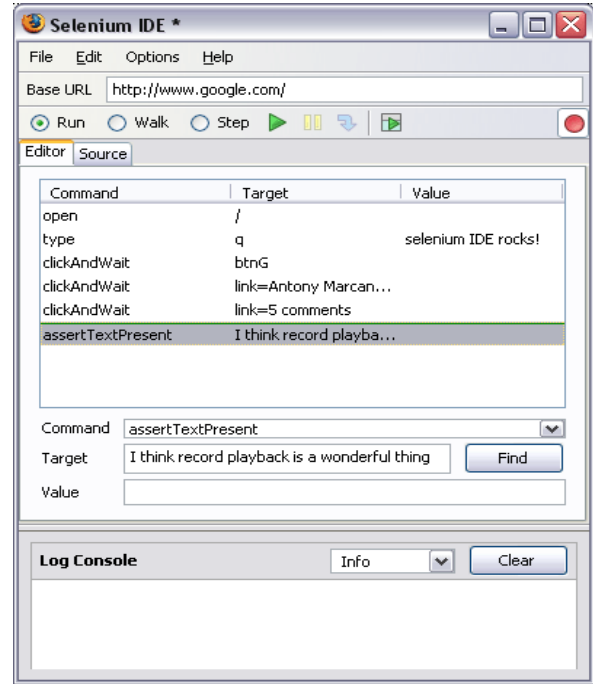 Selenium IDE *
File Edit Options Help
Base URL http://www.google.com/
Run Walk Step
Editor Source
Command Target Value
open /
type q selenium IDE rocks!
clickAndWait btnG
clickAndWait link=Antony Marcan...
clickAndWait link=5 comments
assertTextPresent I think record playba...
Command assertTextPresent
Target I think record playback is a wonderful thing Find
Value
Log Console Info Clear